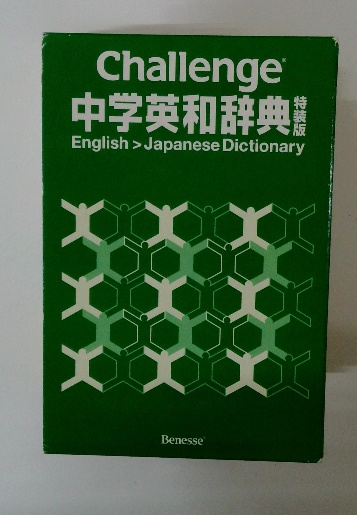 Challenge®
中学英和辞典 特装版
English > Japanese Dictionary
Benesse®